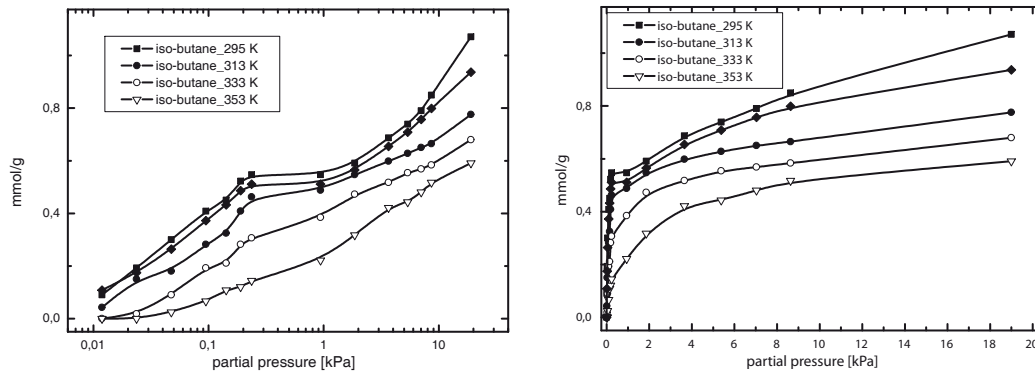 iso-butane_295 K
iso-butane_313 K
iso-butane_333 K
iso-butane_353 K
0,8
0,4
0,0
mmol/g
0,01
0,1
1
10
partial pressure [kPa]
iso-butane_295 K
iso-butane_313 K
iso-butane_333 K
iso-butane_353 K
0,8
0,4
0,0
mmol/g
0
2
4
6
8
10
12
14
16
18
20
partial pressure [kPa]